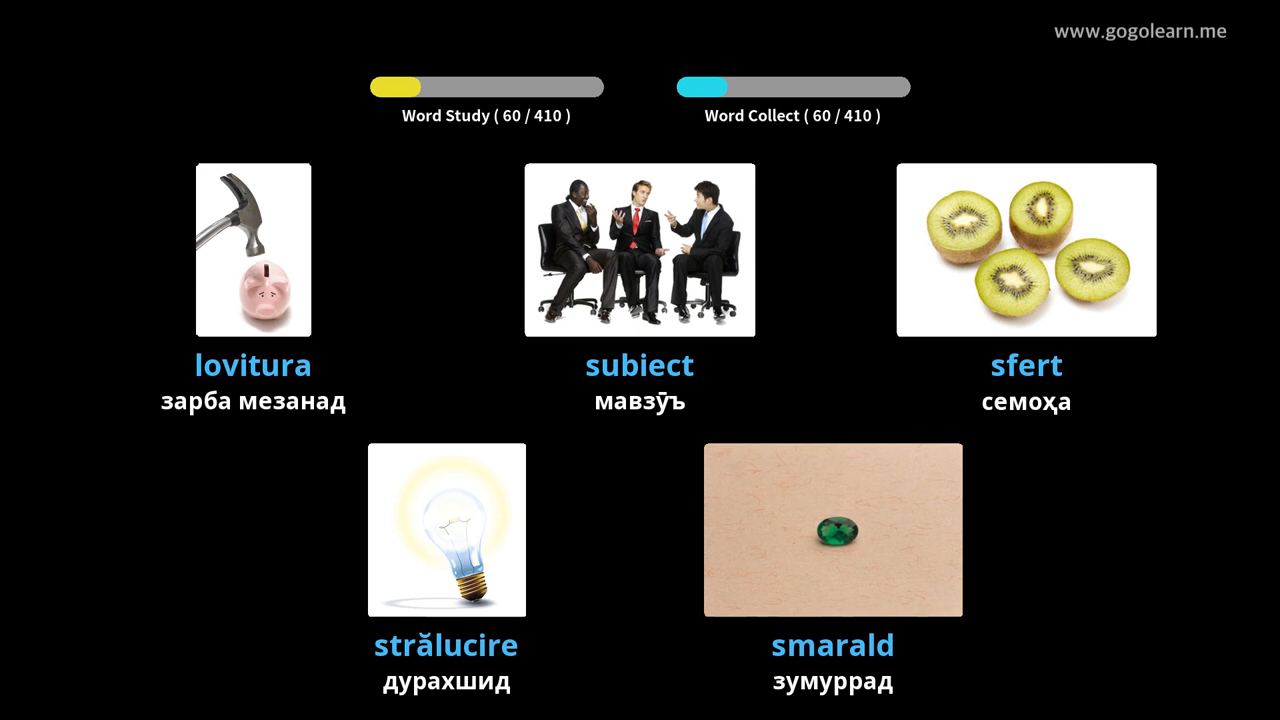 www.gogolearn.me
Word Study ( 60 / 410 )
Word Collect ( 60 / 410 )
lovitura
зарба мезанад
subiect
мавзӯъ
sfert
семоҳа
strălucire
дурахшид
smarald
зумуррад